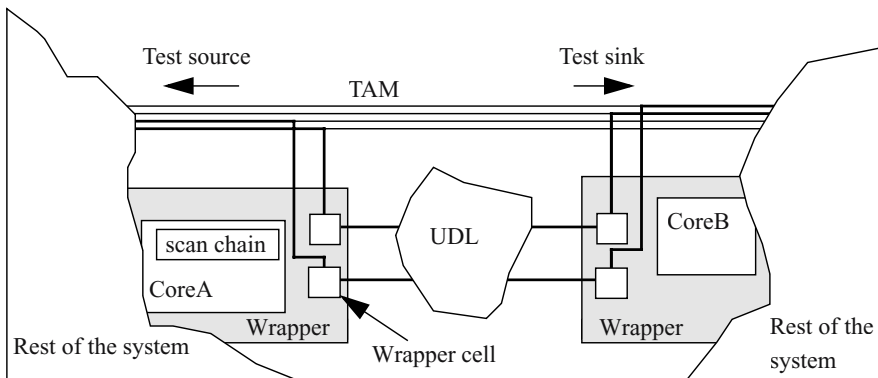 Test source
Test sink
TAM
UDL
CoreB
scan chain
CoreA
Wrapper
Wrapper
Wrapper cell
Rest of the system
Rest of the
system